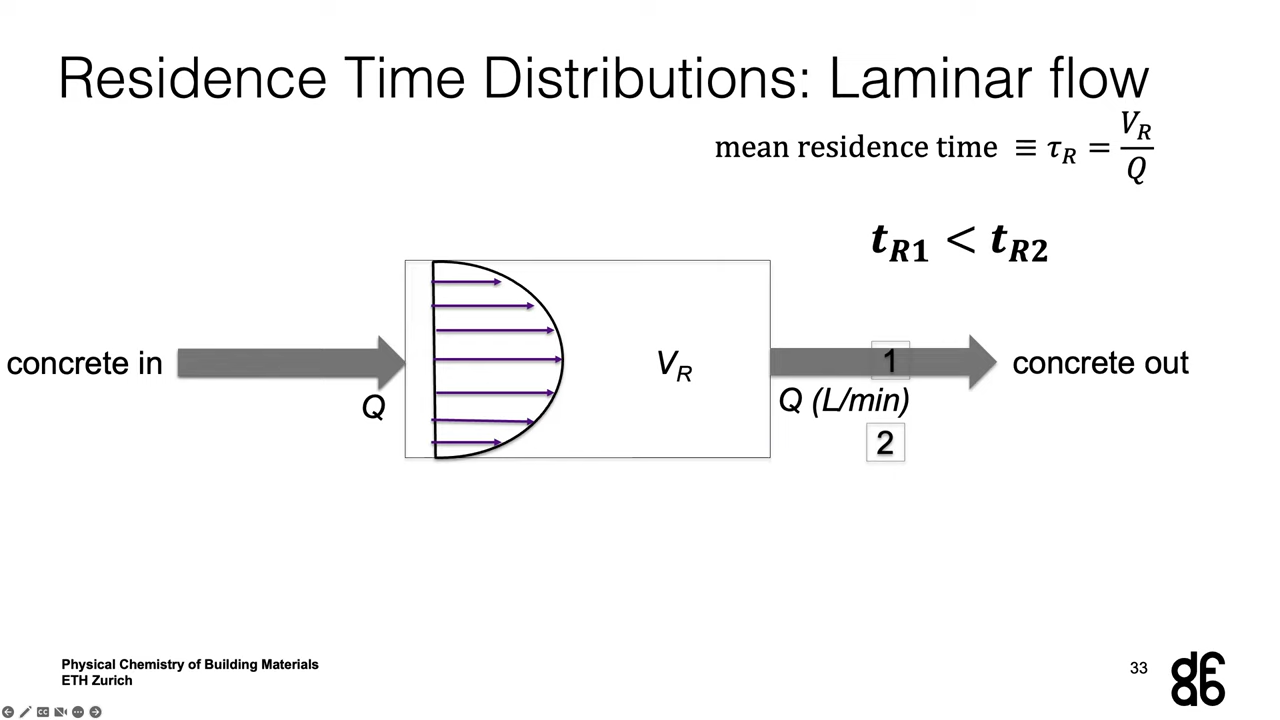 Residence Time Distributions: Laminar flow
mean residence time ≡ τ_R = V_R / Q
t_R1 < t_R2
concrete in
Q
V_R
1
concrete out
Q (L/min)
2
Physical Chemistry of Building Materials
ETH Zurich
33